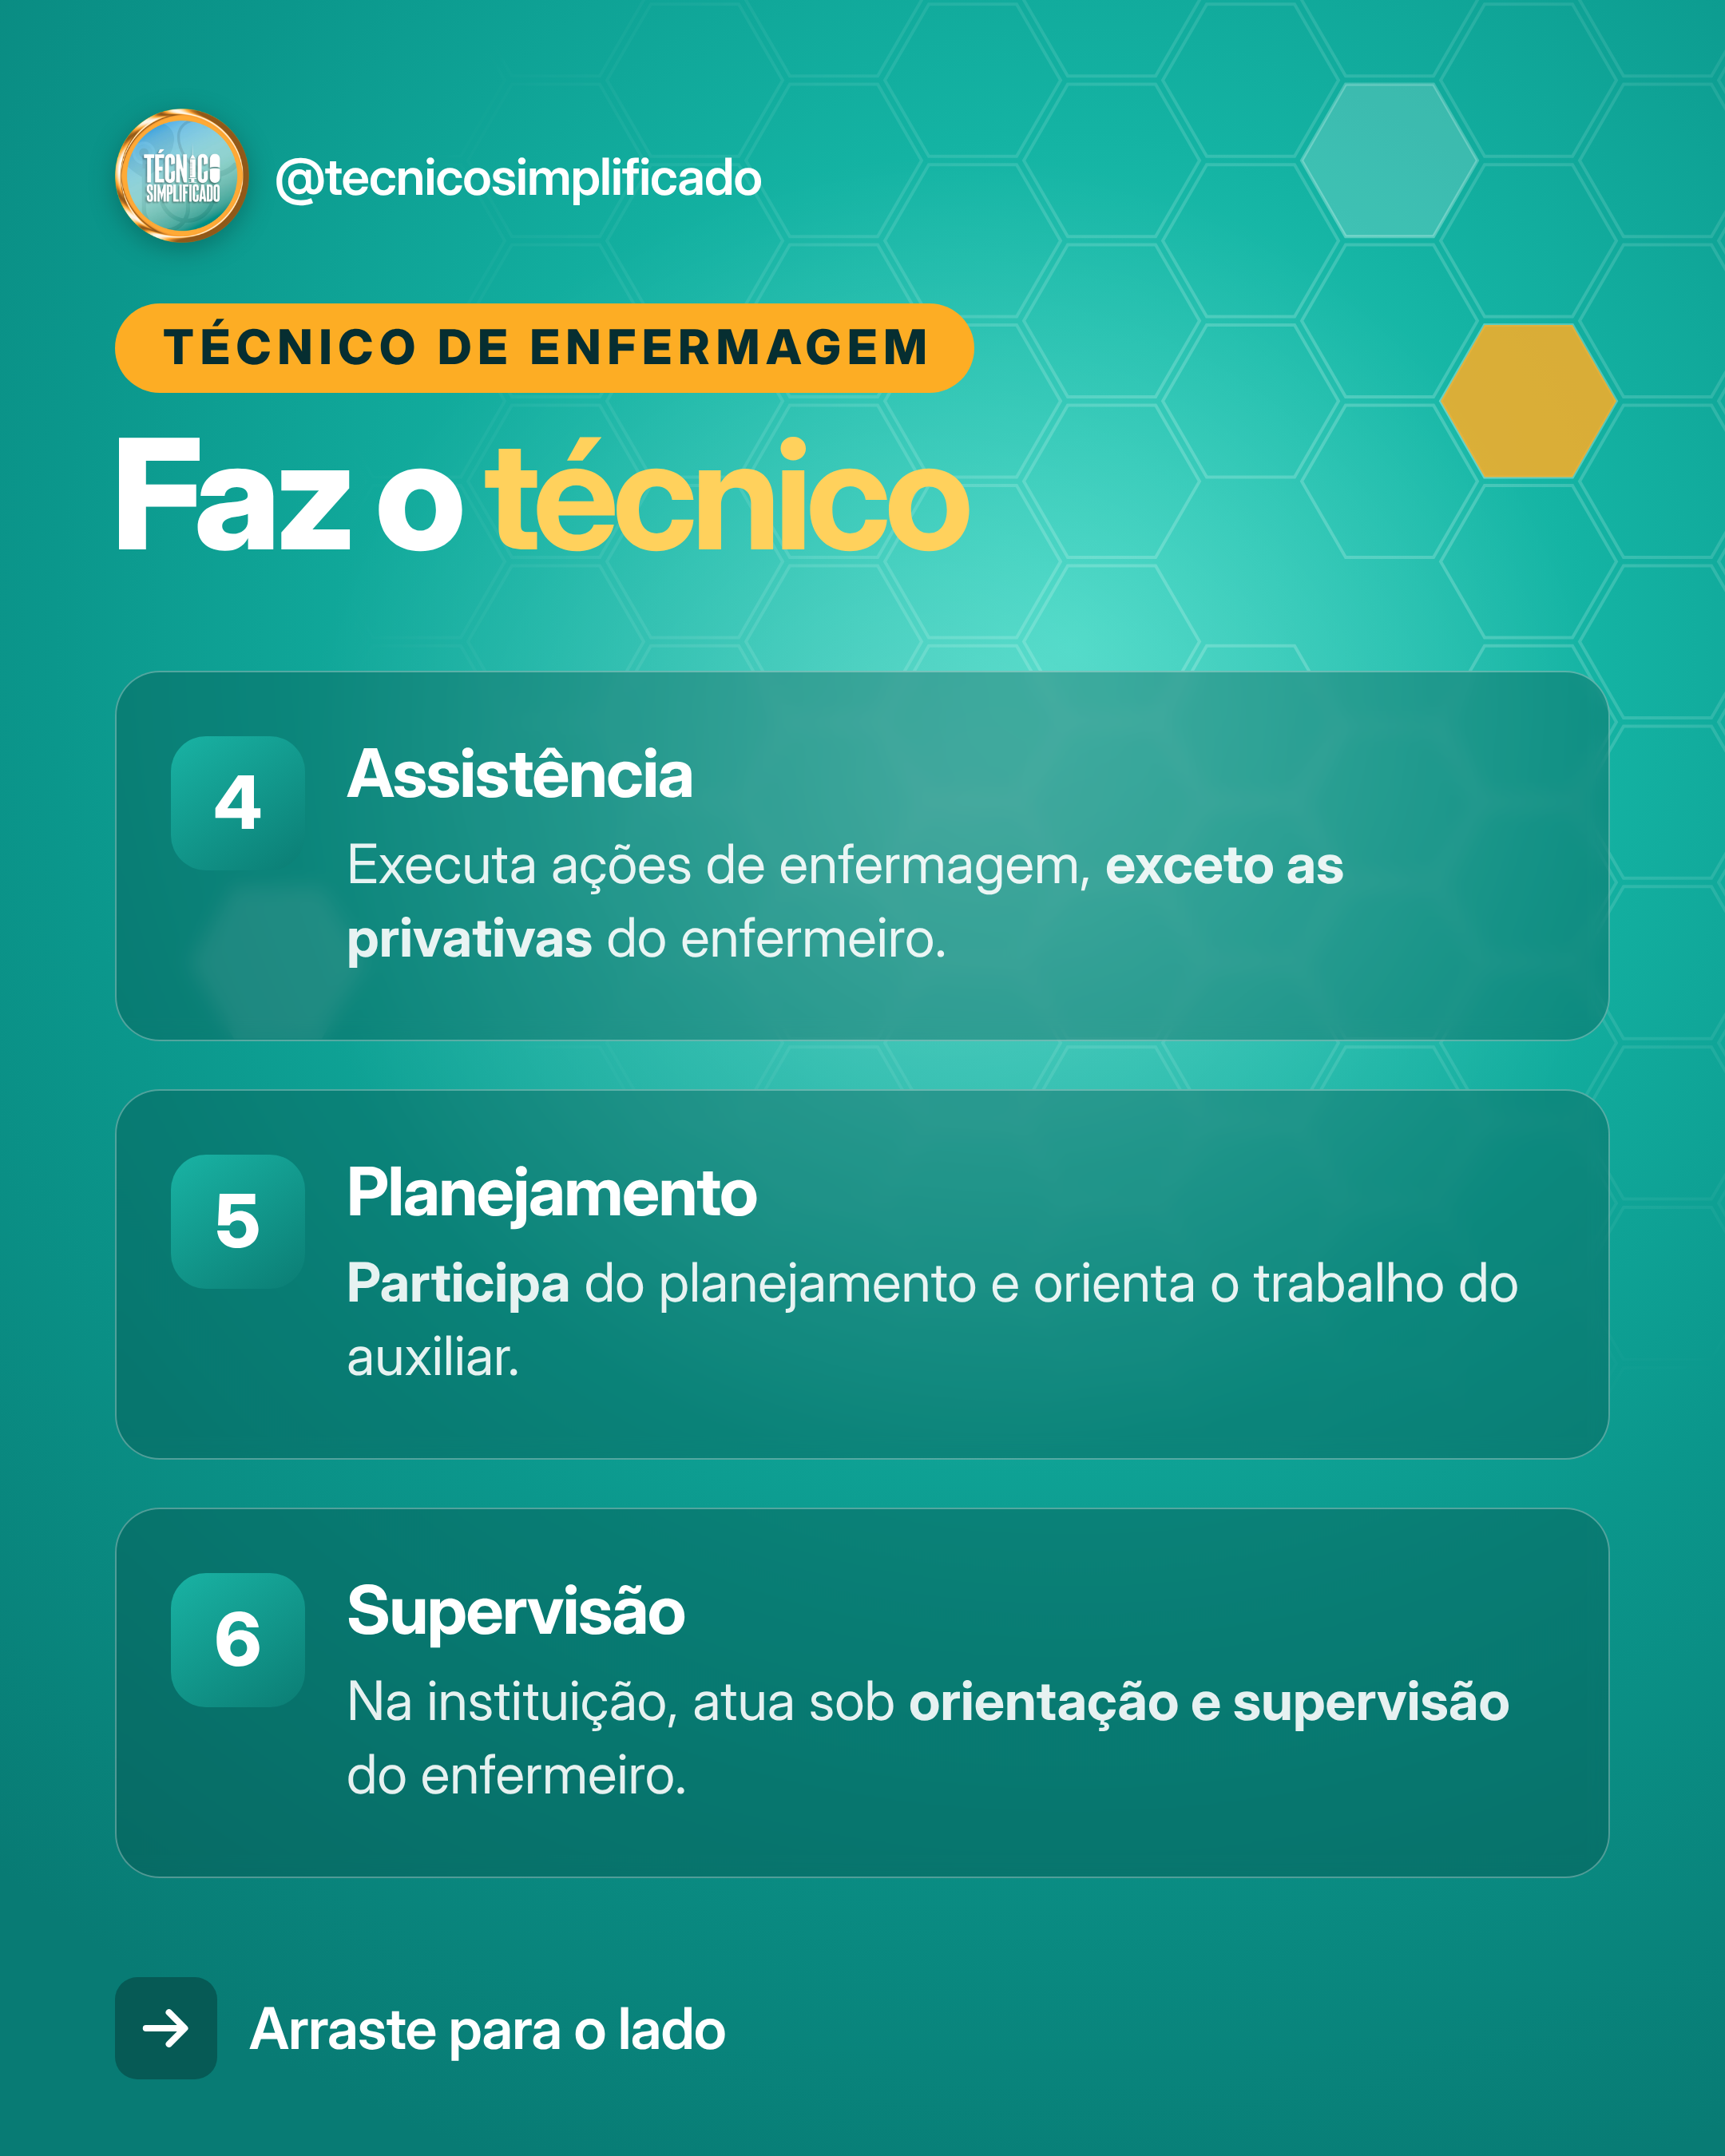 TÉCNICO
SIMPLIFICADO
@tecnicosimplificado
TÉCNICO DE ENFERMAGEM
Faz o técnico
4
Assistência
Executa ações de enfermagem, exceto as
privativas do enfermeiro.
5
Planejamento
Participa do planejamento e orienta o trabalho do
auxiliar.
6
Supervisão
Na instituição, atua sob orientação e supervisão
do enfermeiro.
Arraste para o lado